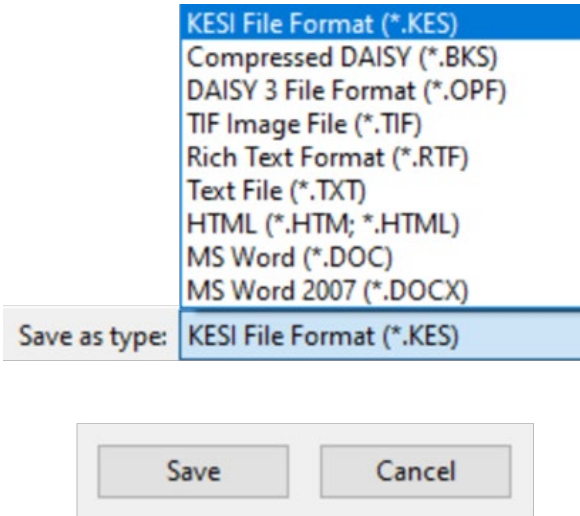 KESI File Format (*.KES)
Compressed DAISY (*.BKS)
DAISY 3 File Format (*.OPF)
TIF Image File (*.TIF)
Rich Text Format (*.RTF)
Text File (*.TXT)
HTML (*.HTM; *.HTML)
MS Word (*.DOC)
MS Word 2007 (*.DOCX)
Save as type: KESI File Format (*.KES)
Save Cancel